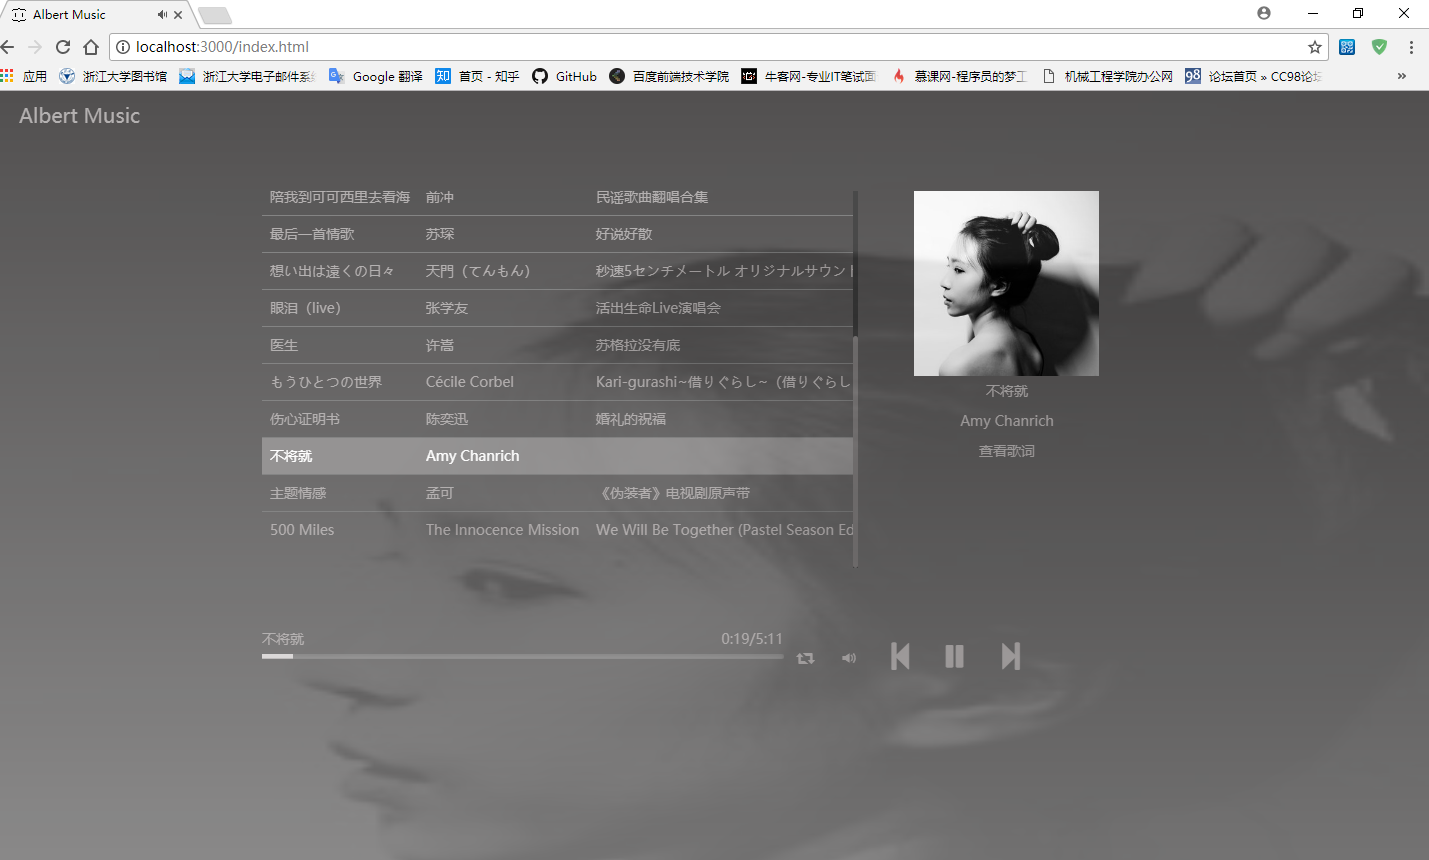 Albert Music
localhost:3000/index.html
应用 浙江大学图书馆 浙江大学电子邮件系 Google 翻译 首页 - 知乎 GitHub 百度前端技术学院 牛客网-专业IT笔试面 慕课网-程序员的梦工 机械工程学院办公网 98 论坛首页 » CC98论坛 »
Albert Music
陪我到可可西里去看海 前冲 民谣歌曲翻唱合集
最后一首情歌 苏琛 好说好散
想い出は遠くの日々 天門（てんもん） 秒速5センチメートル オリジナルサウント
眼泪（live） 张学友 活出生命Live演唱会
医生 许嵩 苏格拉没有底
もうひとつの世界 Cécile Corbel Kari-gurashi~借りぐらし~（借りぐらし
伤心证明书 陈奕迅 婚礼的祝福
不将就 Amy Chanrich
主题情感 孟可 《伪装者》电视剧原声带
500 Miles The Innocence Mission We Will Be Together (Pastel Season Ed
不将就
Amy Chanrich
查看歌词
不将就 0:19/5:11